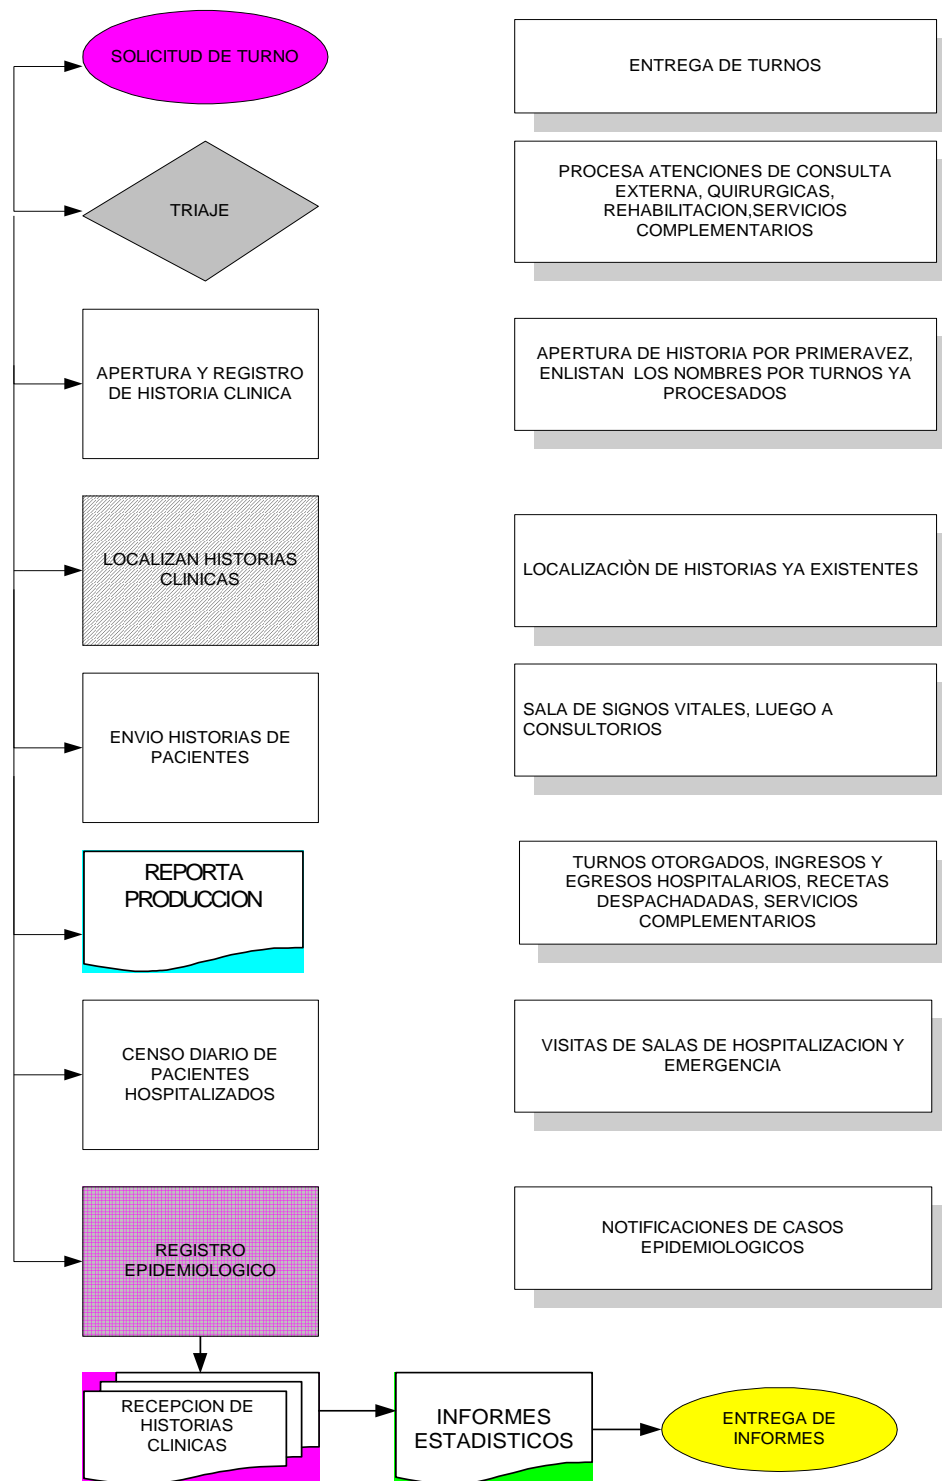 SOLICITUD DE TURNO
ENTREGA DE TURNOS
TRIAJE
PROCESA ATENCIONES DE CONSULTA
EXTERNA, QUIRURGICAS,
REHABILITACION,SERVICIOS
COMPLEMENTARIOS
APERTURA Y REGISTRO
DE HISTORIA CLINICA
APERTURA DE HISTORIA POR PRIMERAVEZ,
ENLISTAN LOS NOMBRES POR TURNOS YA
PROCESADOS
LOCALIZAN HISTORIAS
CLINICAS
LOCALIZACIÒN DE HISTORIAS YA EXISTENTES
ENVIO HISTORIAS DE
PACIENTES
SALA DE SIGNOS VITALES, LUEGO A
CONSULTORIOS
REPORTA
PRODUCCION
TURNOS OTORGADOS, INGRESOS Y
EGRESOS HOSPITALARIOS, RECETAS
DESPACHADADAS, SERVICIOS
COMPLEMENTARIOS
CENSO DIARIO DE
PACIENTES
HOSPITALIZADOS
VISITAS DE SALAS DE HOSPITALIZACION Y
EMERGENCIA
REGISTRO
EPIDEMIOLOGICO
NOTIFICACIONES DE CASOS
EPIDEMIOLOGICOS
RECEPCION DE
HISTORIAS
CLINICAS
INFORMES
ESTADISTICOS
ENTREGA DE
INFORMES